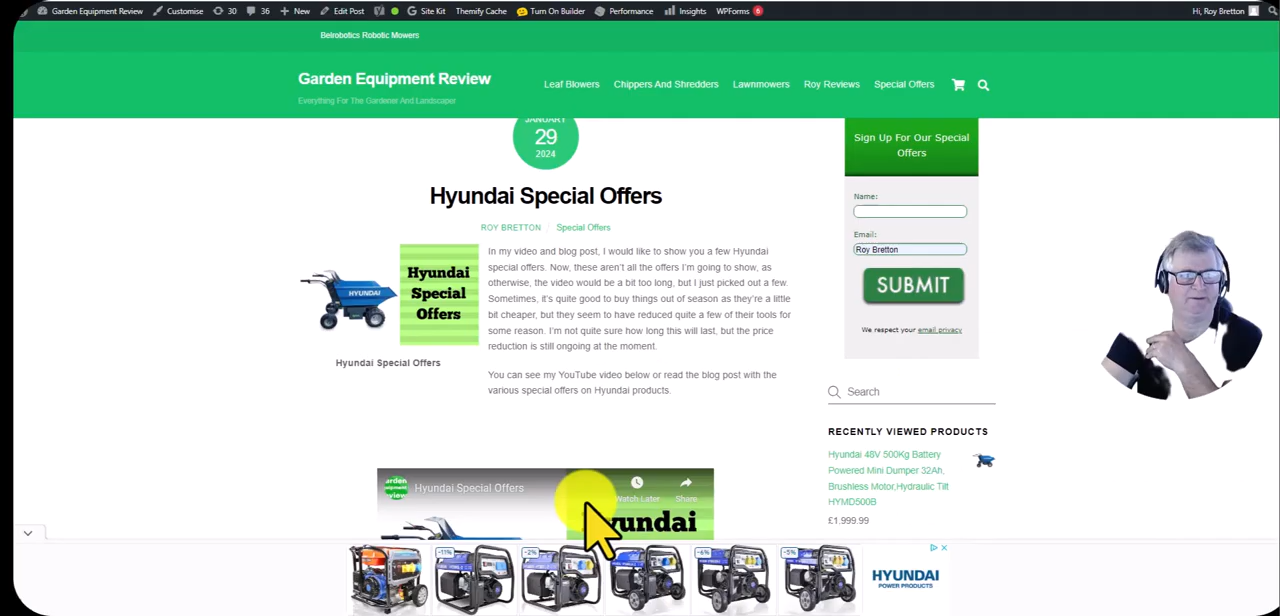 Garden Equipment Review 30 36 New Customise Edit Post Site Kit Themify Cache Turn On Builder Performance Insights WPForms 6 Hi, Roy Bretton
Belrobotics Robotic Mowers
Garden Equipment Review
Everything For The Gardener And Landscaper
Leaf Blowers Chippers And Shredders Lawnmowers Roy Reviews Special Offers
JANUARY
29
2024
Hyundai Special Offers
ROY BRETTON / Special Offers
HYUNDAI
Hyundai
Special
Offers
Hyundai Special Offers
In my video and blog post, I would like to show you a few Hyundai
special offers. Now, these aren't all the offers I'm going to show, as
otherwise, the video would be a bit too long, but I just picked out a few.
Sometimes, it's quite good to buy things out of season as they're a little
bit cheaper, but they seem to have reduced quite a few of their tools for
some reason. I'm not quite sure how long this will last, but the price
reduction is still ongoing at the moment.
You can see my YouTube video below or read the blog post with the
various special offers on Hyundai products.
Hyundai Special Offers
Watch Later Share
yundai
Sign Up For Our Special
Offers
Name:
Email:
Roy Bretton
SUBMIT
We respect your email privacy
Search
RECENTLY VIEWED PRODUCTS
Hyundai 48V 500Kg Battery
Powered Mini Dumper 32Ah,
Brushless Motor,Hydraulic Tilt
HYMD500B
£1,999.99
-11% -2% -6% -5%
HYUNDAI
POWER PRODUCTS